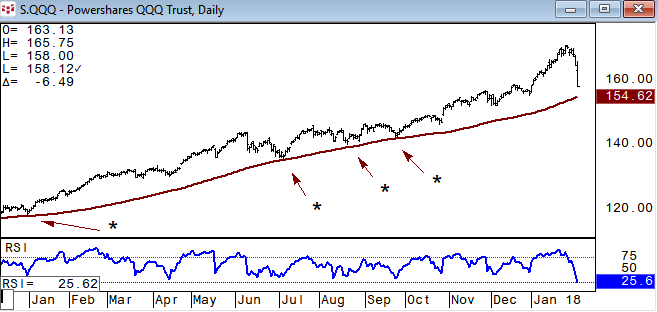 S.QQQ - Powershares QQQ Trust, Daily
O= 163.13
H= 165.75
L= 158.00
L= 158.12✓
Δ= -6.49
160.00
154.62
140.00
120.00
*
*
*
*
RSI
75
50
RSI= 25.62
25.6
Jan Feb Mar Apr May Jun Jul Aug Sep Oct Nov Dec Jan 18